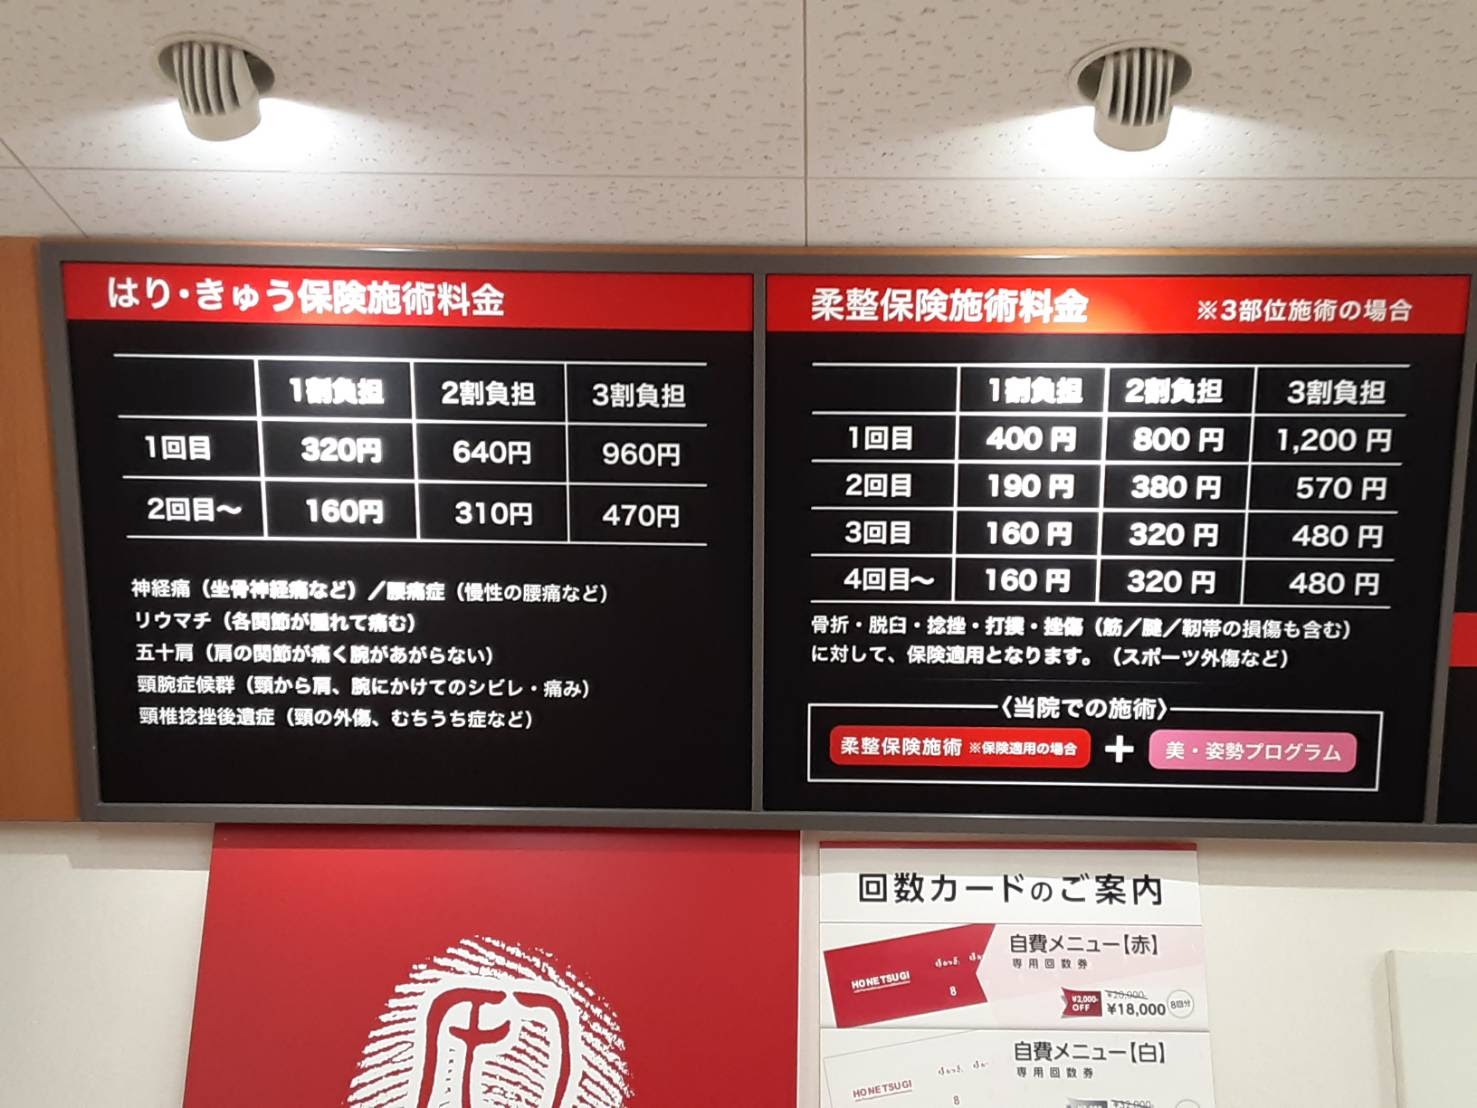 はり・きゅう保険施術料金
1割負担 2割負担 3割負担
1回目 320円 640円 960円
2回目〜 160円 310円 470円
神経痛（坐骨神経痛など）／腰痛症（慢性の腰痛など）
リウマチ（各関節が腫れて痛む）
五十肩（肩の関節が痛く腕があがらない）
頸腕症候群（頸から肩、腕にかけてのシビレ・痛み）
頸椎捻挫後遺症（頸の外傷、むちうち症など）
柔整保険施術料金 ※3部位施術の場合
1割負担 2割負担 3割負担
1回目 400円 800円 1,200円
2回目 190円 380円 570円
3回目 160円 320円 480円
4回目〜 160円 320円 480円
骨折・脱臼・捻挫・打撲・挫傷（筋／腱／靭帯の損傷も含む）
に対して、保険適用となります。（スポーツ外傷など）
〈当院での施術〉
柔整保険施術 ※保険適用の場合 + 美・姿勢プログラム
回数カードのご案内
自費メニュー【赤】
専用回数券
HONETSUGI
8
¥2,000-
OFF
¥20,000-
¥18,000
8回分
自費メニュー【白】
専用回数券
HONETSUGI
8